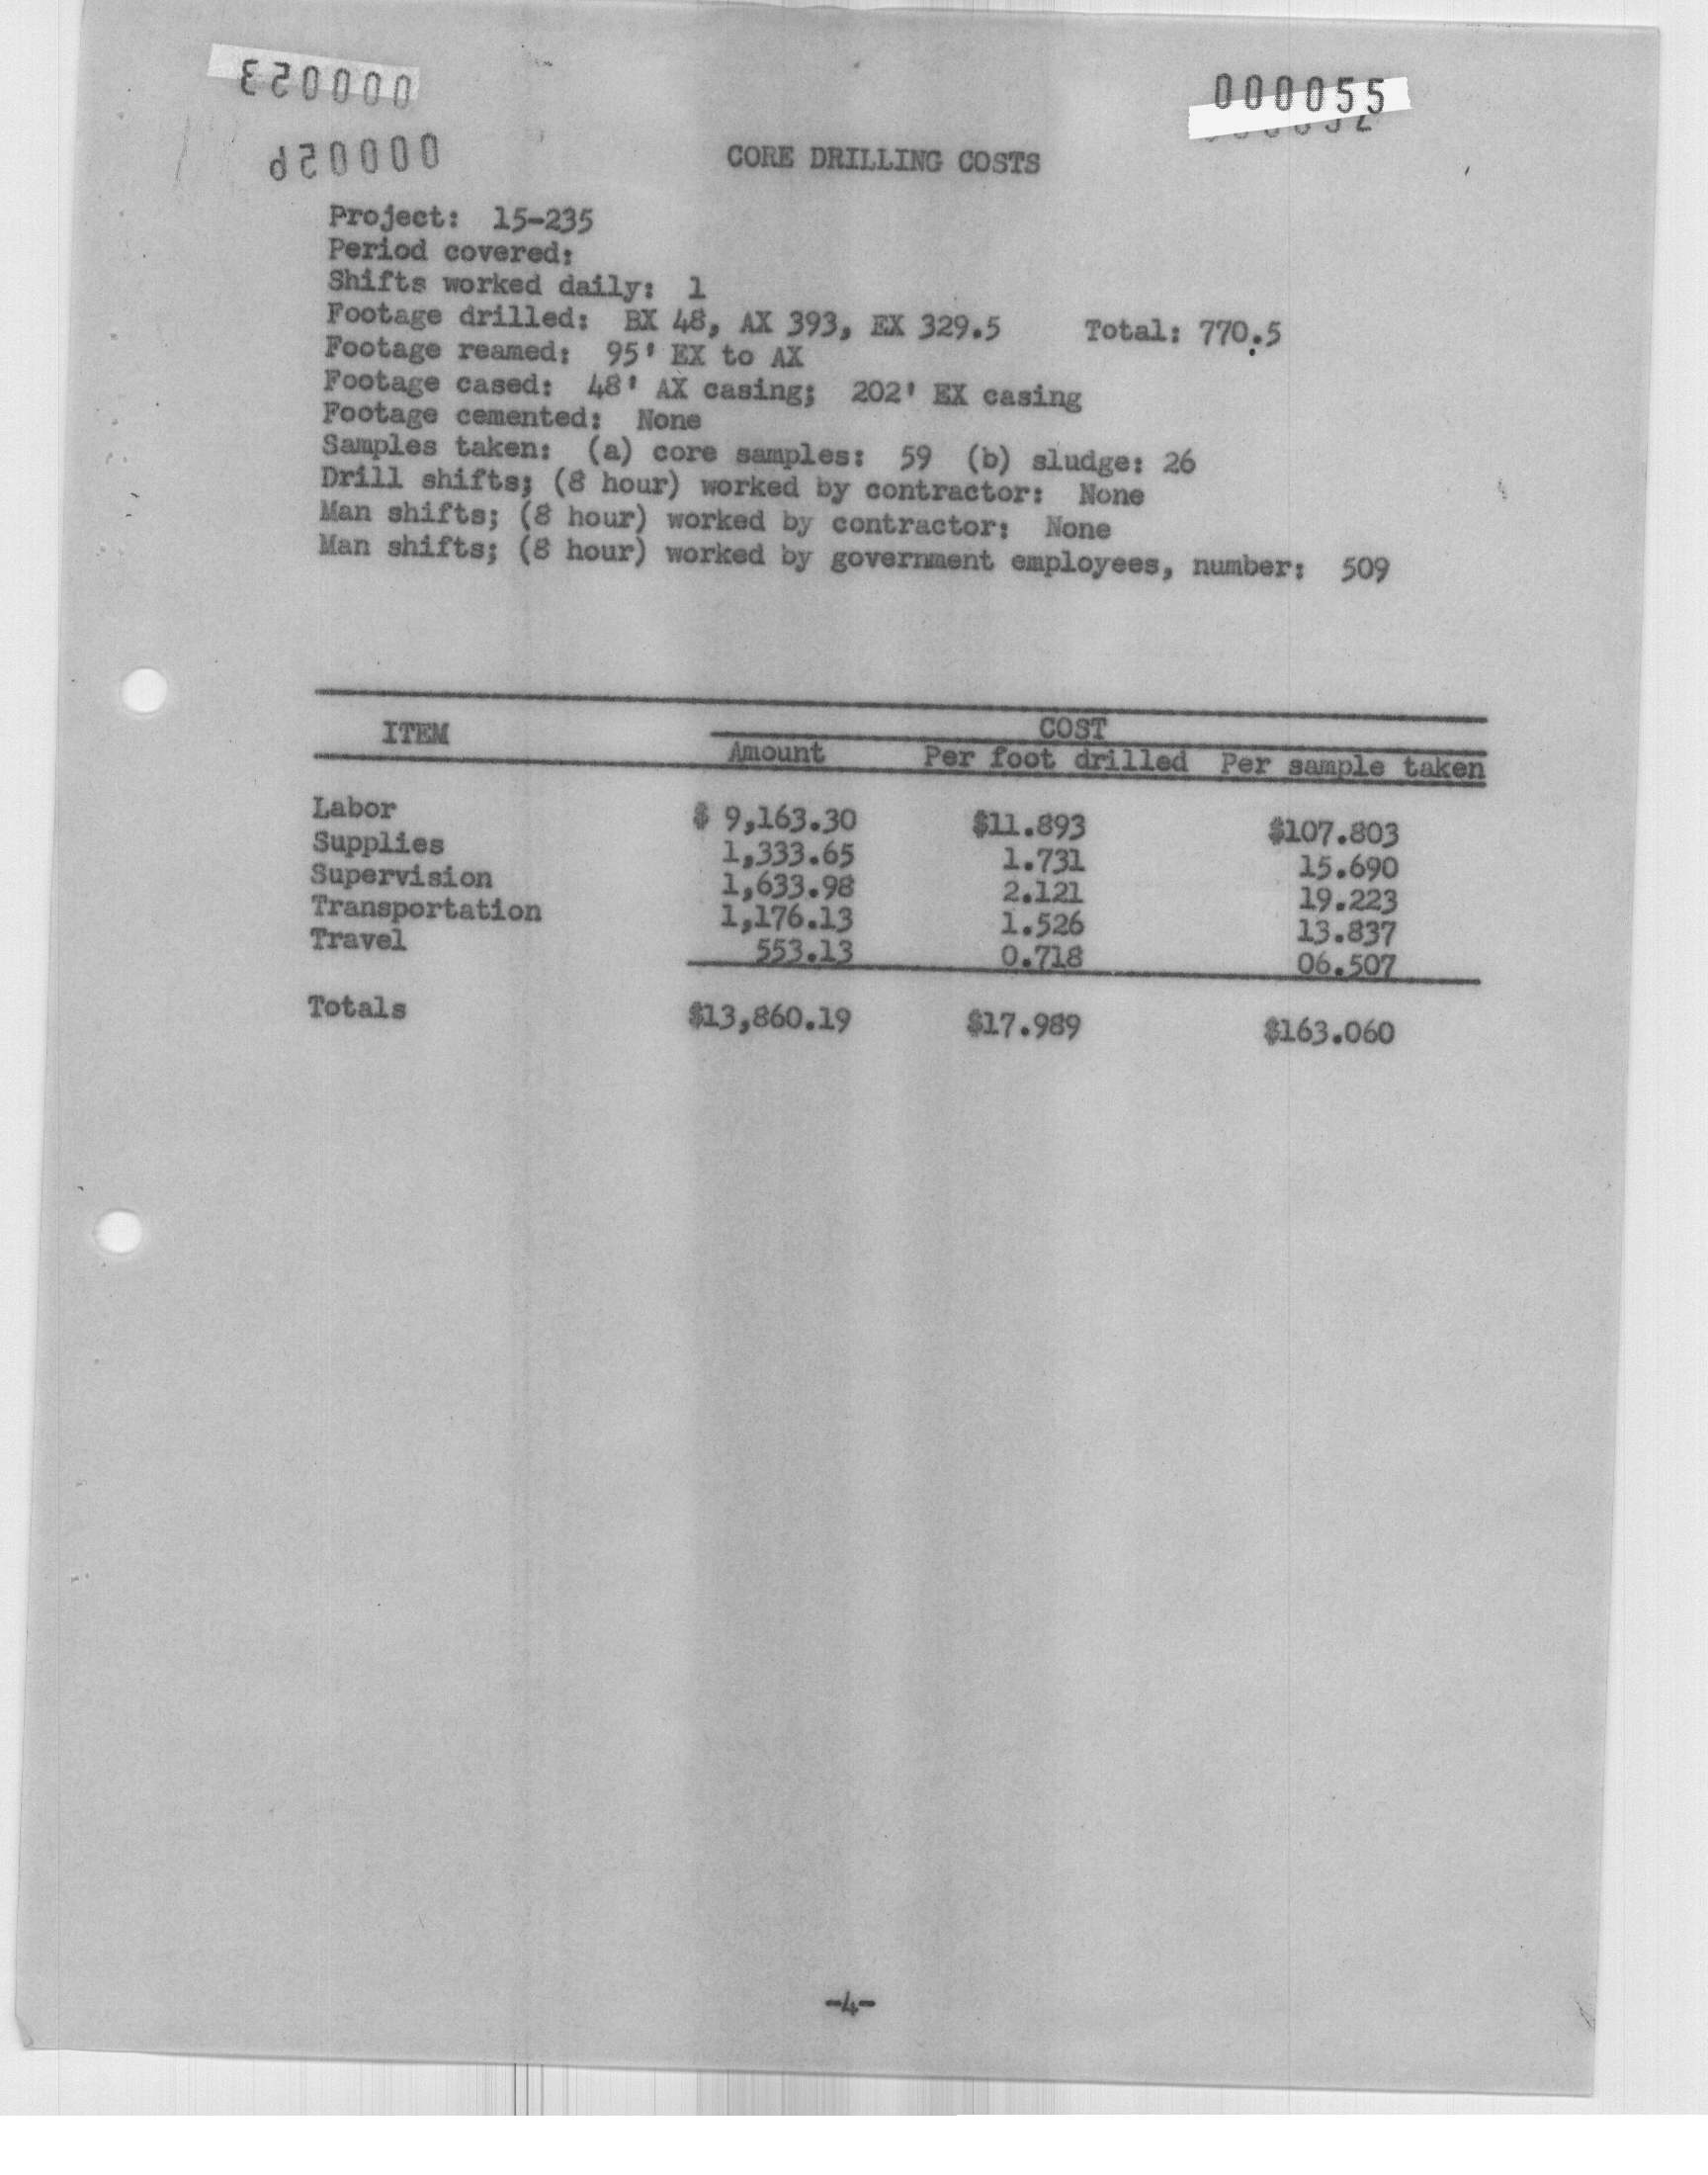 000055
CORE DRILLING COSTS
Project: 15-235
Period covered:
Shifts worked daily: 1
Footage drilled: BX 48, AX 393, EX 329.5 Total: 770.5
Footage reamed: 95' EX to AX
Footage cased: 48' AX casing; 202' EX casing
Footage cemented: None
Samples taken: (a) core samples: 59 (b) sludge: 26
Drill shifts; (8 hour) worked by contractor: None
Man shifts; (8 hour) worked by contractor: None
Man shifts; (8 hour) worked by government employees, number: 509
ITEM COST
Amount Per foot drilled Per sample taken
Labor $ 9,163.30 $11.893 $107.803
Supplies 1,333.65 1.731 15.690
Supervision 1,633.98 2.121 19.223
Transportation 1,176.13 1.526 13.837
Travel 553.13 0.718 06.507
Totals $13,860.19 $17.989 $163.060
-4-